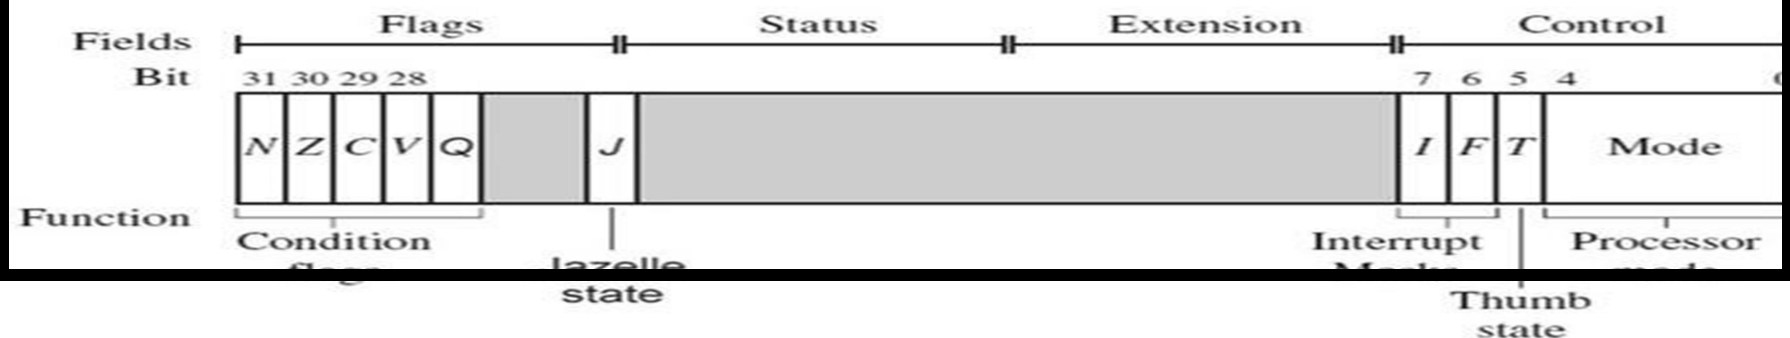 Fields Flags Status Extension Control
Bit 31 30 29 28 7 6 5 4
N Z C V Q J I F T Mode
Function
Condition Interrupt Processor
Jazelle
state
Thumb
state